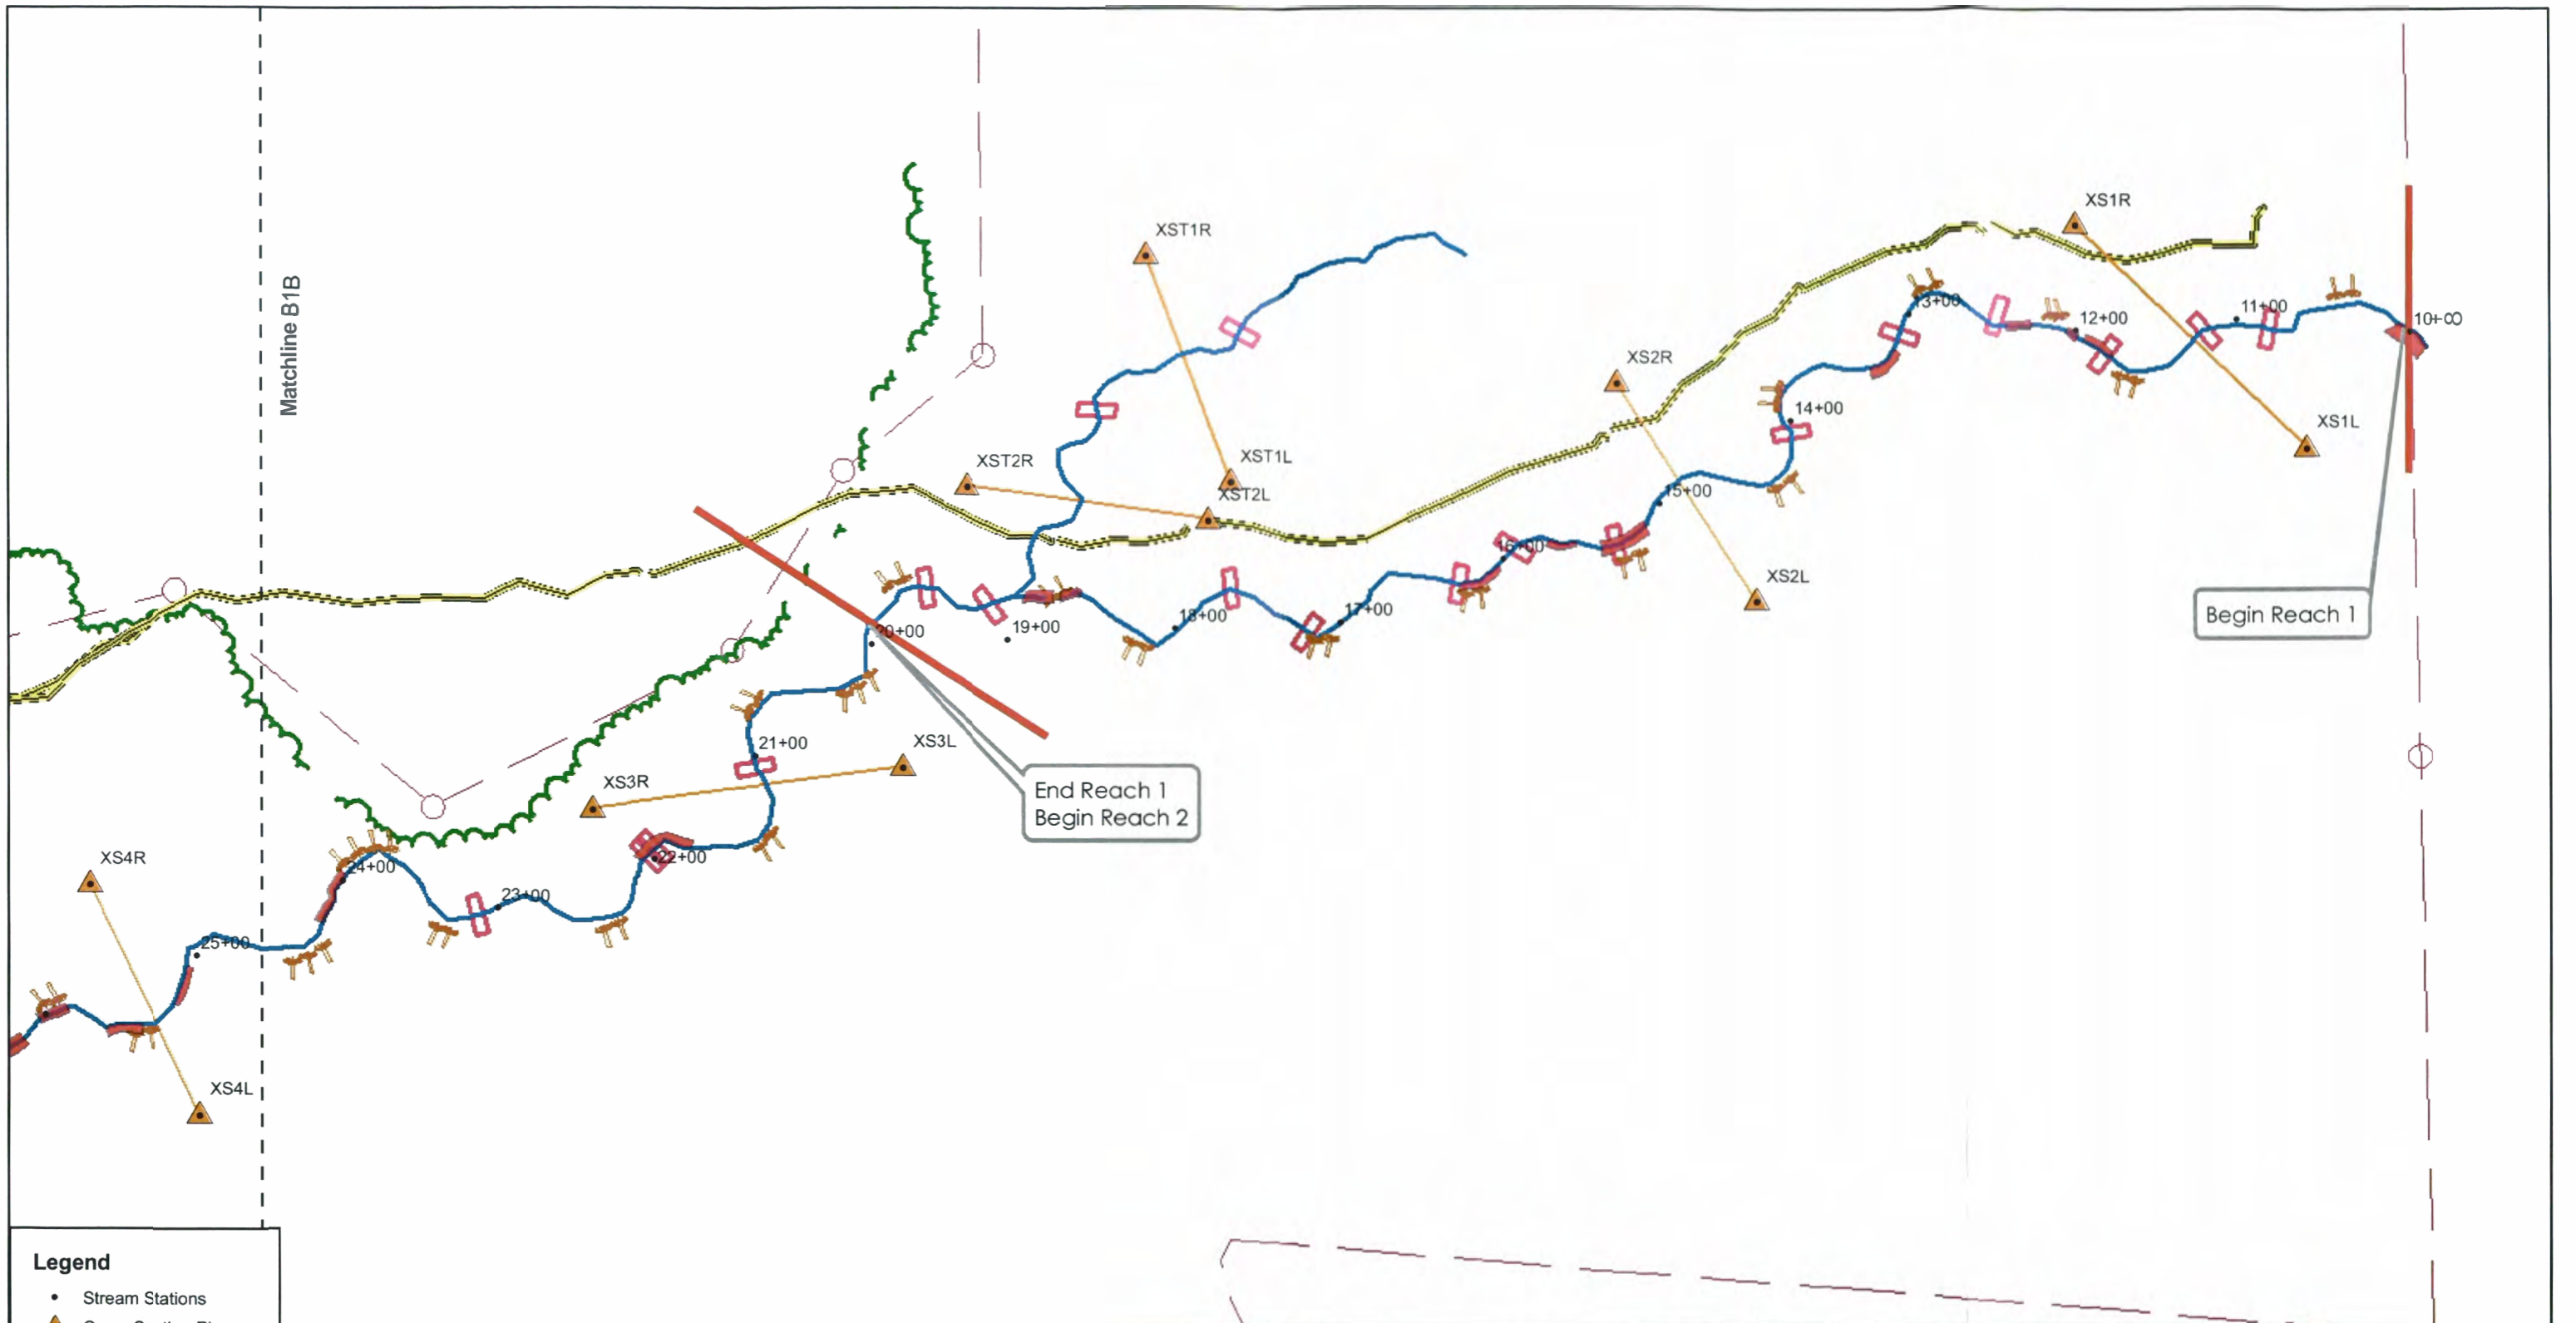 Matchline B1B
XST1R
XS1R
11+00
13+00
12+00
10+00
XS2R
14+00
XS1L
XST2R
XST1L
XST2L
15+00
16+00
XS2L
17+00
18+00
19+00
20+00
Begin Reach 1
21+00
XS3L
XS3R
End Reach 1
Begin Reach 2
XS4R
24+00
22+00
23+00
25+00
XS4L
Legend
Stream Stations